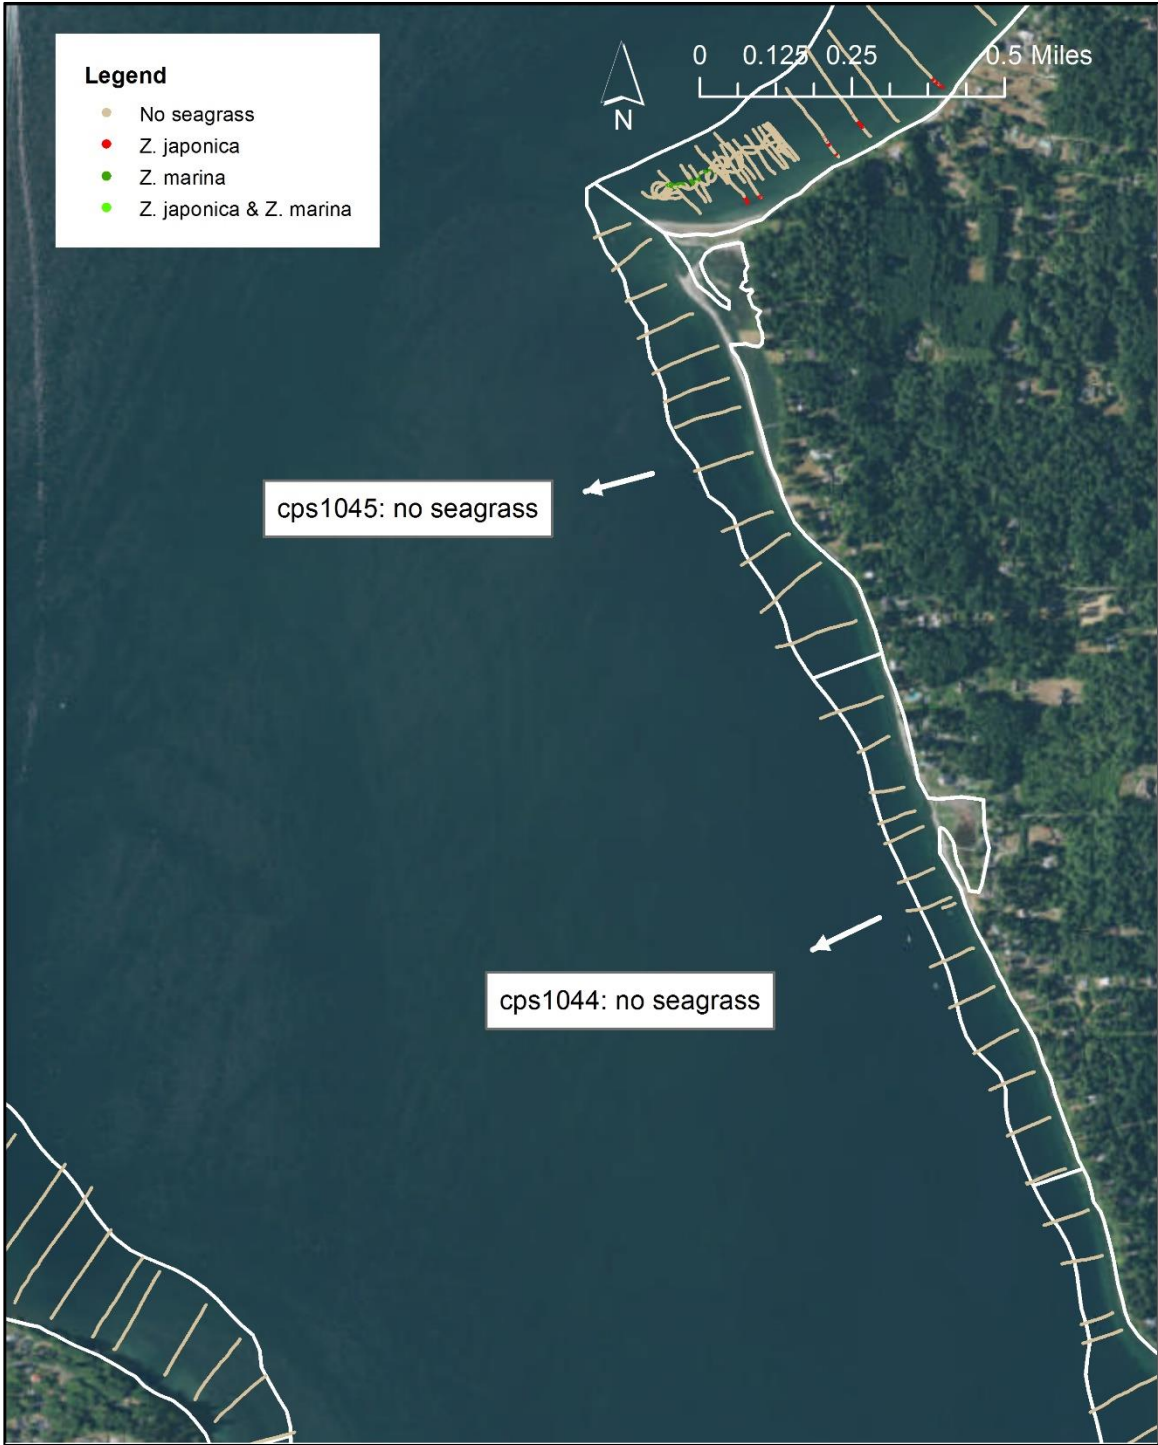 Legend
No seagrass
Z. japonica
Z. marina
Z. japonica & Z. marina
N
0 0.125 0.25 0.5 Miles
cps1045: no seagrass
cps1044: no seagrass